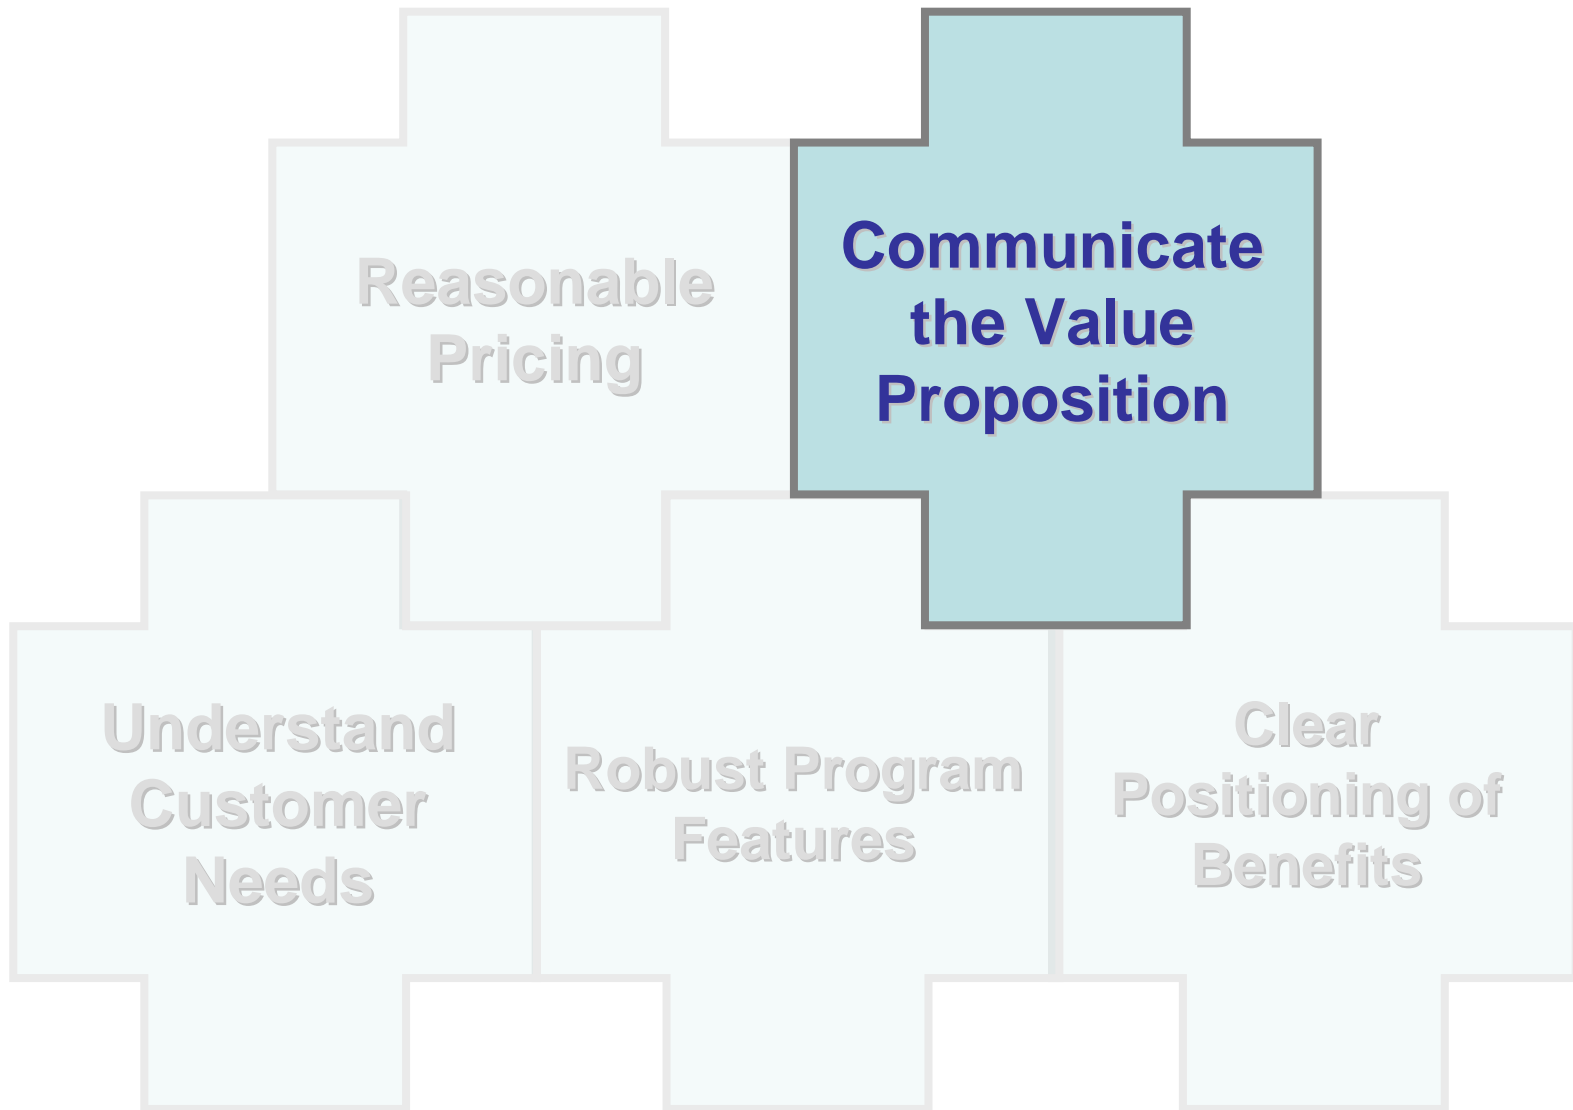 Reasonable
Pricing
Communicate
the Value
Proposition
Understand
Customer
Needs
Robust Program
Features
Clear
Positioning of
Benefits